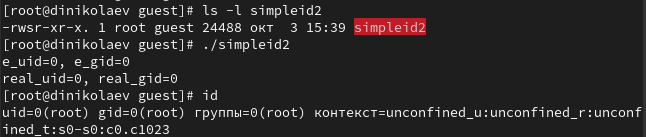 [root@dinikolaev guest]# ls -l simpleid2
-rwsr-xr-x. 1 root guest 24488 окт  3 15:39 simpleid2
[root@dinikolaev guest]# ./simpleid2
e_uid=0, e_gid=0
real_uid=0, real_gid=0
[root@dinikolaev guest]# id
uid=0(root) gid=0(root) группы=0(root) контекст=unconfined_u:unconfined_r:unconf
ined_t:s0-s0:c0.c1023